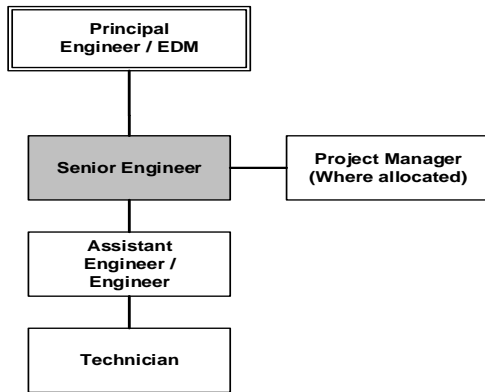 Principal
Engineer / EDM
Senior Engineer
Project Manager
(Where allocated)
Assistant
Engineer /
Engineer
Technician